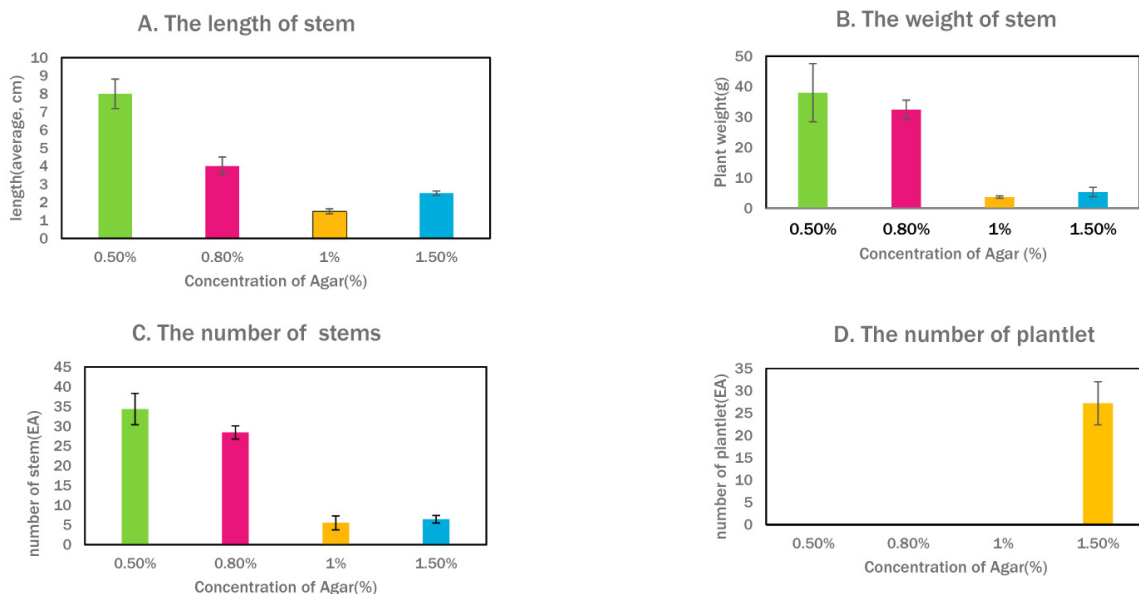 A. The length of stem
length(average, cm)
10
9
8
7
6
5
4
3
2
1
0
0.50% 0.80% 1% 1.50%
Concentration of Agar(%)
B. The weight of stem
Plant weight(g)
50
40
30
20
10
0
0.50% 0.80% 1% 1.50%
Concentration of Agar (%)
C. The number of stems
number of stem(EA)
45
40
35
30
25
20
15
10
5
0
0.50% 0.80% 1% 1.50%
Concentration of Agar(%)
D. The number of plantlet
number of plantlet(EA)
35
30
25
20
15
10
5
0
0.50% 0.80% 1% 1.50%
Concentration of Agar(%)